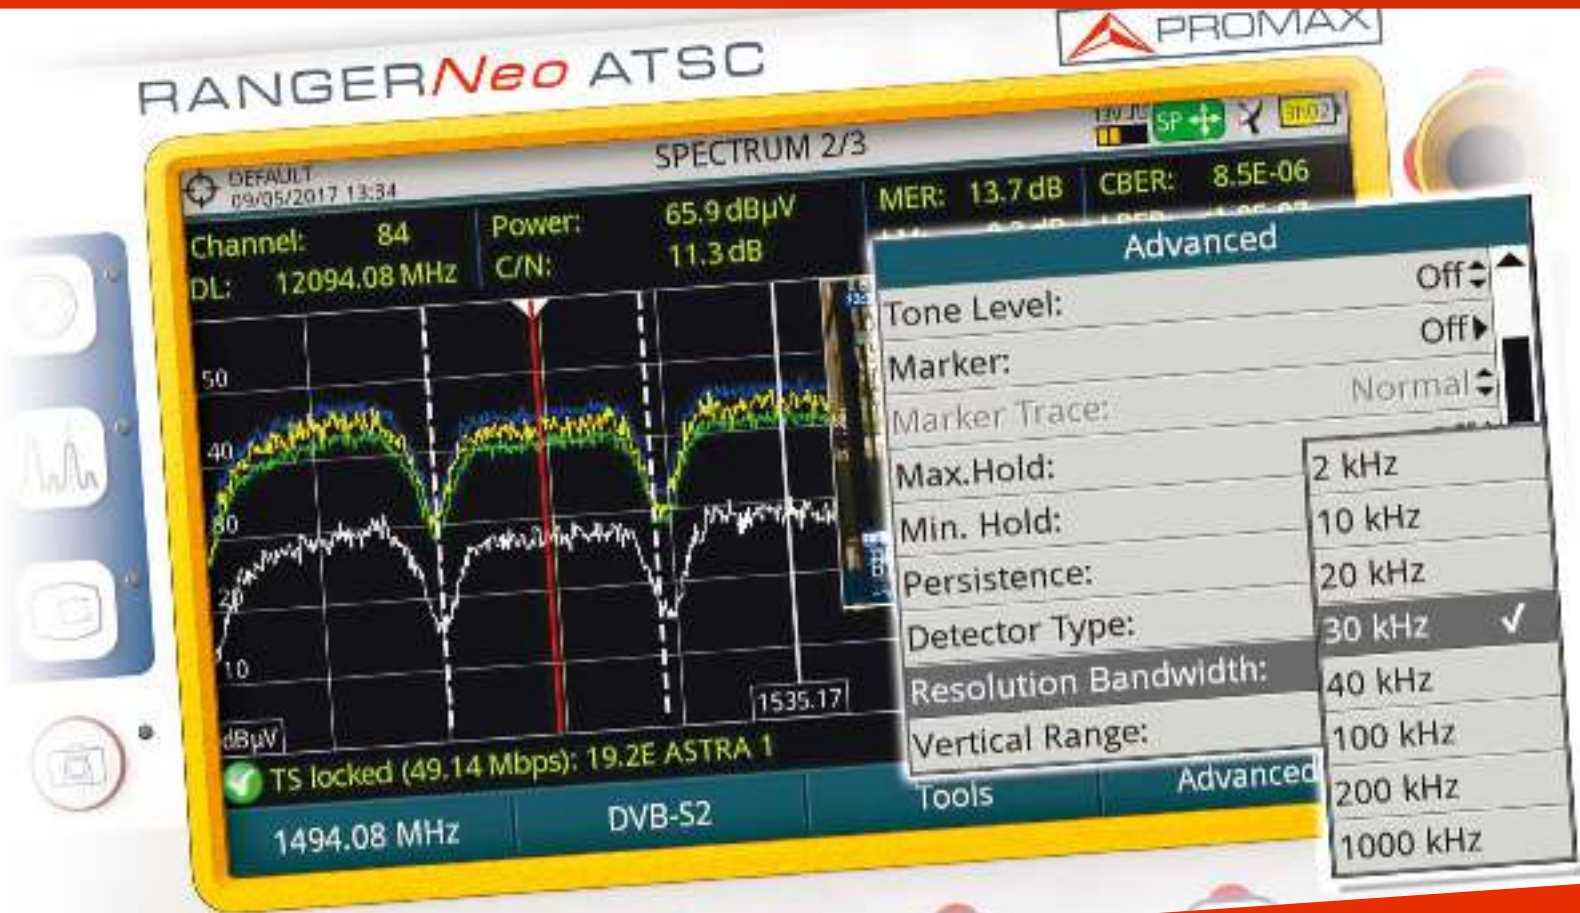 PROMAX
RANGERNeo ATSC
DEFAULT
09/05/2017 13:34
SPECTRUM 2/3
SP
Channel: 84
DL: 12094.08 MHz
Power: 65.9 dBµV
C/N: 11.3 dB
MER: 13.7 dB
CBER: 8.5E-06
Advanced
Tone Level: Off
Marker: Off
Marker Trace: Normal
Max.Hold:
Min. Hold:
Persistence:
Detector Type:
Resolution Bandwidth:
Vertical Range:
2 kHz
10 kHz
20 kHz
30 kHz ✓
40 kHz
100 kHz
200 kHz
1000 kHz
50
40
30
20
10
dBµV
1535.17
TS locked (49.14 Mbps): 19.2E ASTRA 1
1494.08 MHz
DVB-S2
Tools
Advanced